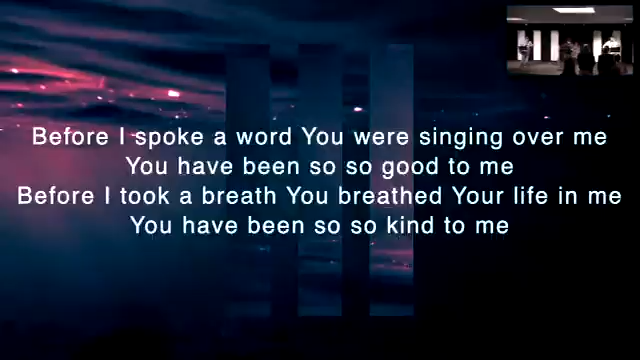 Before I spoke a word You were singing over me
You have been so so good to me
Before I took a breath You breathed Your life in me
You have been so so kind to me